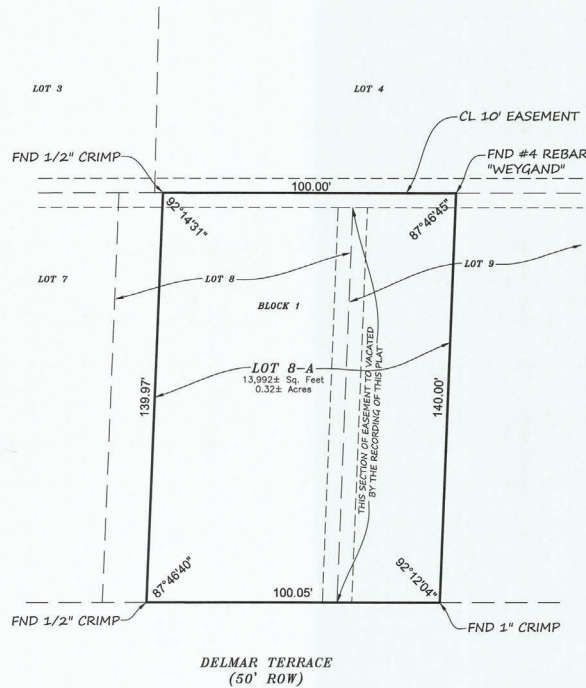 LOT 3
LOT 4
CL 10' EASEMENT
FND 1/2" CRIMP
FND #4 REBAR
"WEYGAND"
100.00'
92°14'31"
87°46'45"
LOT 7
LOT 8
LOT 9
BLOCK 1
LOT 8-A
13,992± Sq. Feet
0.32± Acres
139.97'
140.00'
THIS SECTION OF EASEMENT TO VACATED
BY THE RECORDING OF THIS PLAT
87°46'40"
92°12'04"
100.05'
FND 1/2" CRIMP
FND 1" CRIMP
DELMAR TERRACE
(50' ROW)